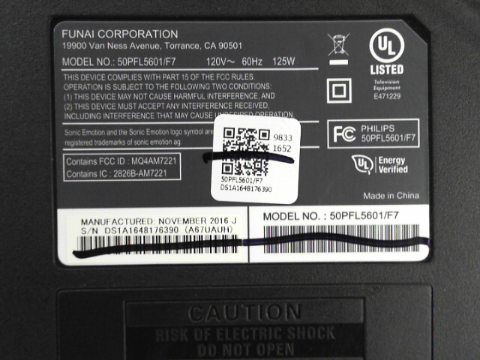 FUNAI CORPORATION
19900 Van Ness Avenue, Torrance, CA 90501
MODEL NO.: 50PFL5601/F7 120V~ 60Hz 125W
THIS DEVICE COMPLIES WITH PART 15 OF THE FCC RULES
OPERATION IS SUBJECT TO THE FOLLOWING TWO CONDITIONS:
(1) THIS DEVICE MAY NOT CAUSE HARMFUL INTERFERENCE, AND
(2) THIS DEVICE MUST ACCEPT ANY INTERFERENCE RECEIVED,
INCLUDING INTERFERENCE THAT MAY CAUSE OPERATION
Sonic Emotion and the Sonic Emotion logo symbol are
registered trademarks of sonic emotion ag.
Contains FCC ID : MQ4AM7221
Contains IC : 2826B-AM7221
9833
1652
50PFL5601/F7
DS1A1648176390
UL
LISTED
Television
Equipment
E471229
FC PHILIPS
50PFL5601/F7
UL Energy
Verified
Made in China
MANUFACTURED: NOVEMBER 2016 J
S/N DS1A1648176390 (A67UAUH)
MODEL NO. : 50PFL5601/F7
CAUTION
RISK OF ELECTRIC SHOCK
DO NOT OPEN